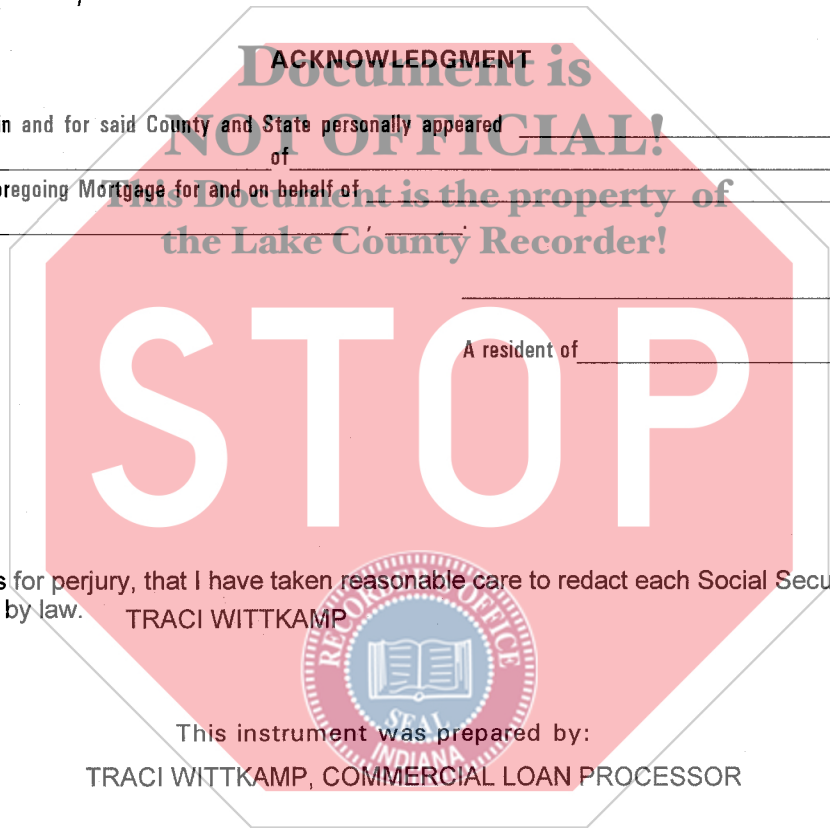 ACKNOWLEDGMENT
Document is
in and for said County and State personally appeared
NOT OFFICIAL!
of
oregoing Mortgage for and on behalf of
This Document is the property of
the Lake County Recorder!
,
.
STOP
A resident of
s for perjury, that I have taken reasonable care to redact each Social Secu
by law. TRACI WITTKAMP
RECORDER'S OFFICE
SEAL
INDIANA
This instrument was prepared by:
TRACI WITTKAMP, COMMERCIAL LOAN PROCESSOR